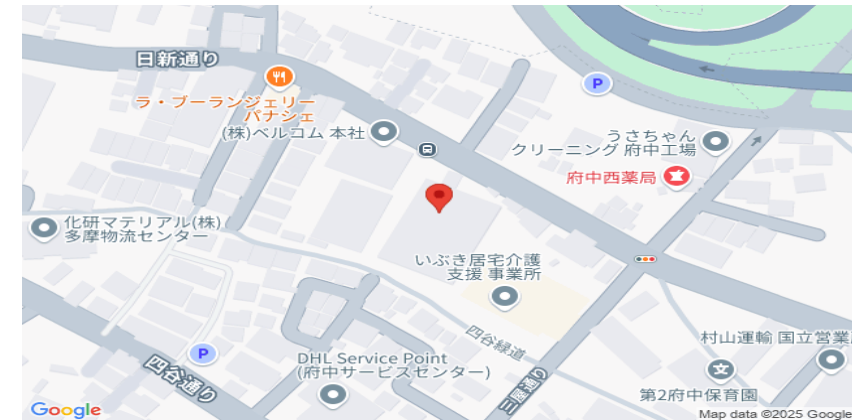 日新通り
ラ・ブーランジェリー
パナシェ
(株)ベルコム 本社
P
うさちゃん
クリーニング 府中工場
府中西薬局
化研マテリアル(株)
多摩物流センター
いぶき居宅介護
支援 事業所
四谷緑道
村山運輸 国立営業
P
四谷通り
DHL Service Point
(府中サービスセンター)
三屋通り
文
第2府中保育園
Google
Map data ©2025 Google